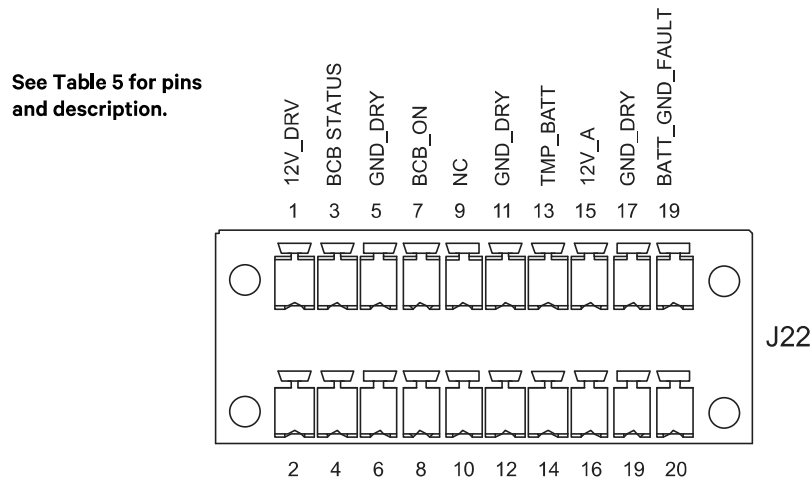 See Table 5 for pins
and description.
12V_DRV
BCB STATUS
GND_DRY
BCB_ON
NC
GND_DRY
TMP_BATT
12V_A
GND_DRY
BATT_GND_FAULT
1 3 5 7 9 11 13 15 17 19
J22
2 4 6 8 10 12 14 16 19 20